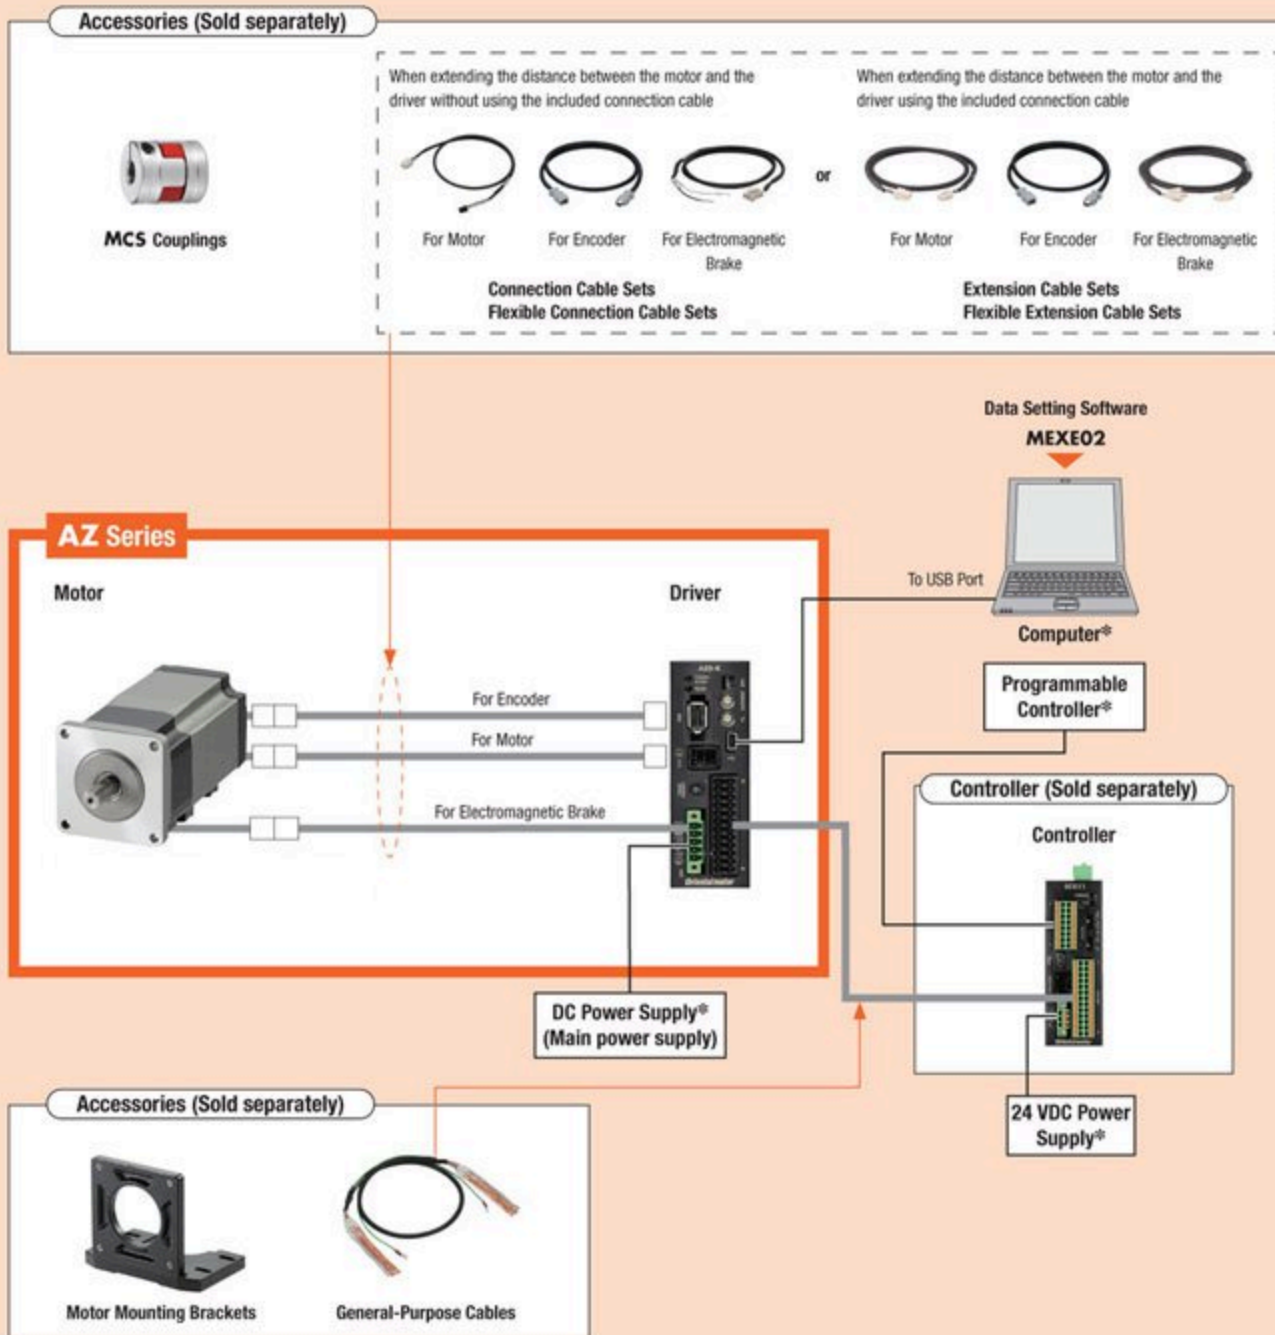 Accessories (Sold separately)
When extending the distance between the motor and the
driver without using the included connection cable
When extending the distance between the motor and the
driver using the included connection cable
or
MCS Couplings
For Motor
For Encoder
For Electromagnetic
Brake
For Motor
For Encoder
For Electromagnetic
Brake
Connection Cable Sets
Flexible Connection Cable Sets
Extension Cable Sets
Flexible Extension Cable Sets
Data Setting Software
MEXE02
AZ Series
Motor
Driver
To USB Port
Computer*
For Encoder
For Motor
For Electromagnetic Brake
Programmable
Controller*
Controller (Sold separately)
Controller
DC Power Supply*
(Main power supply)
24 VDC Power
Supply*
Accessories (Sold separately)
Motor Mounting Brackets
General-Purpose Cables